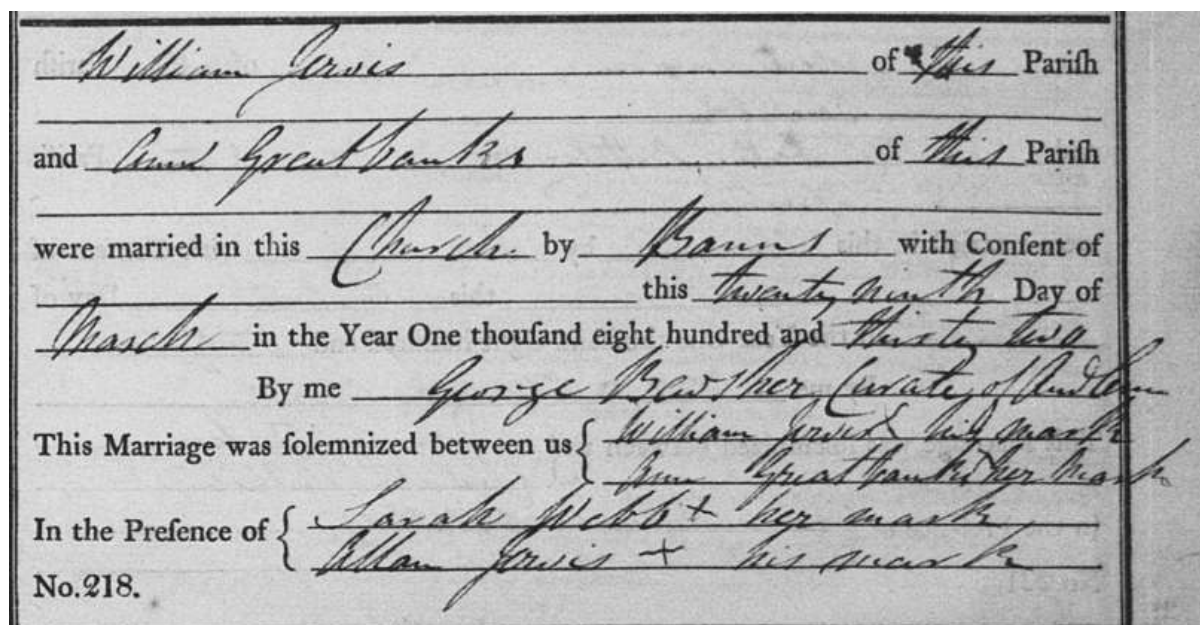 William Jervis of this Pariſh
and Ann Greatbanks of this Pariſh
were married in this Church by Banns with Conſent of
this twenty ninth Day of
March in the Year One thouſand eight hundred and thirty two
By me George Bewsher, Curate of Audlem
This Marriage was ſolemnized between us { William Jervis X his mark
Ann Greatbanks X her mark
In the Preſence of { Sarah Webb + her mark
Allan Jervis + his mark
No. 218.